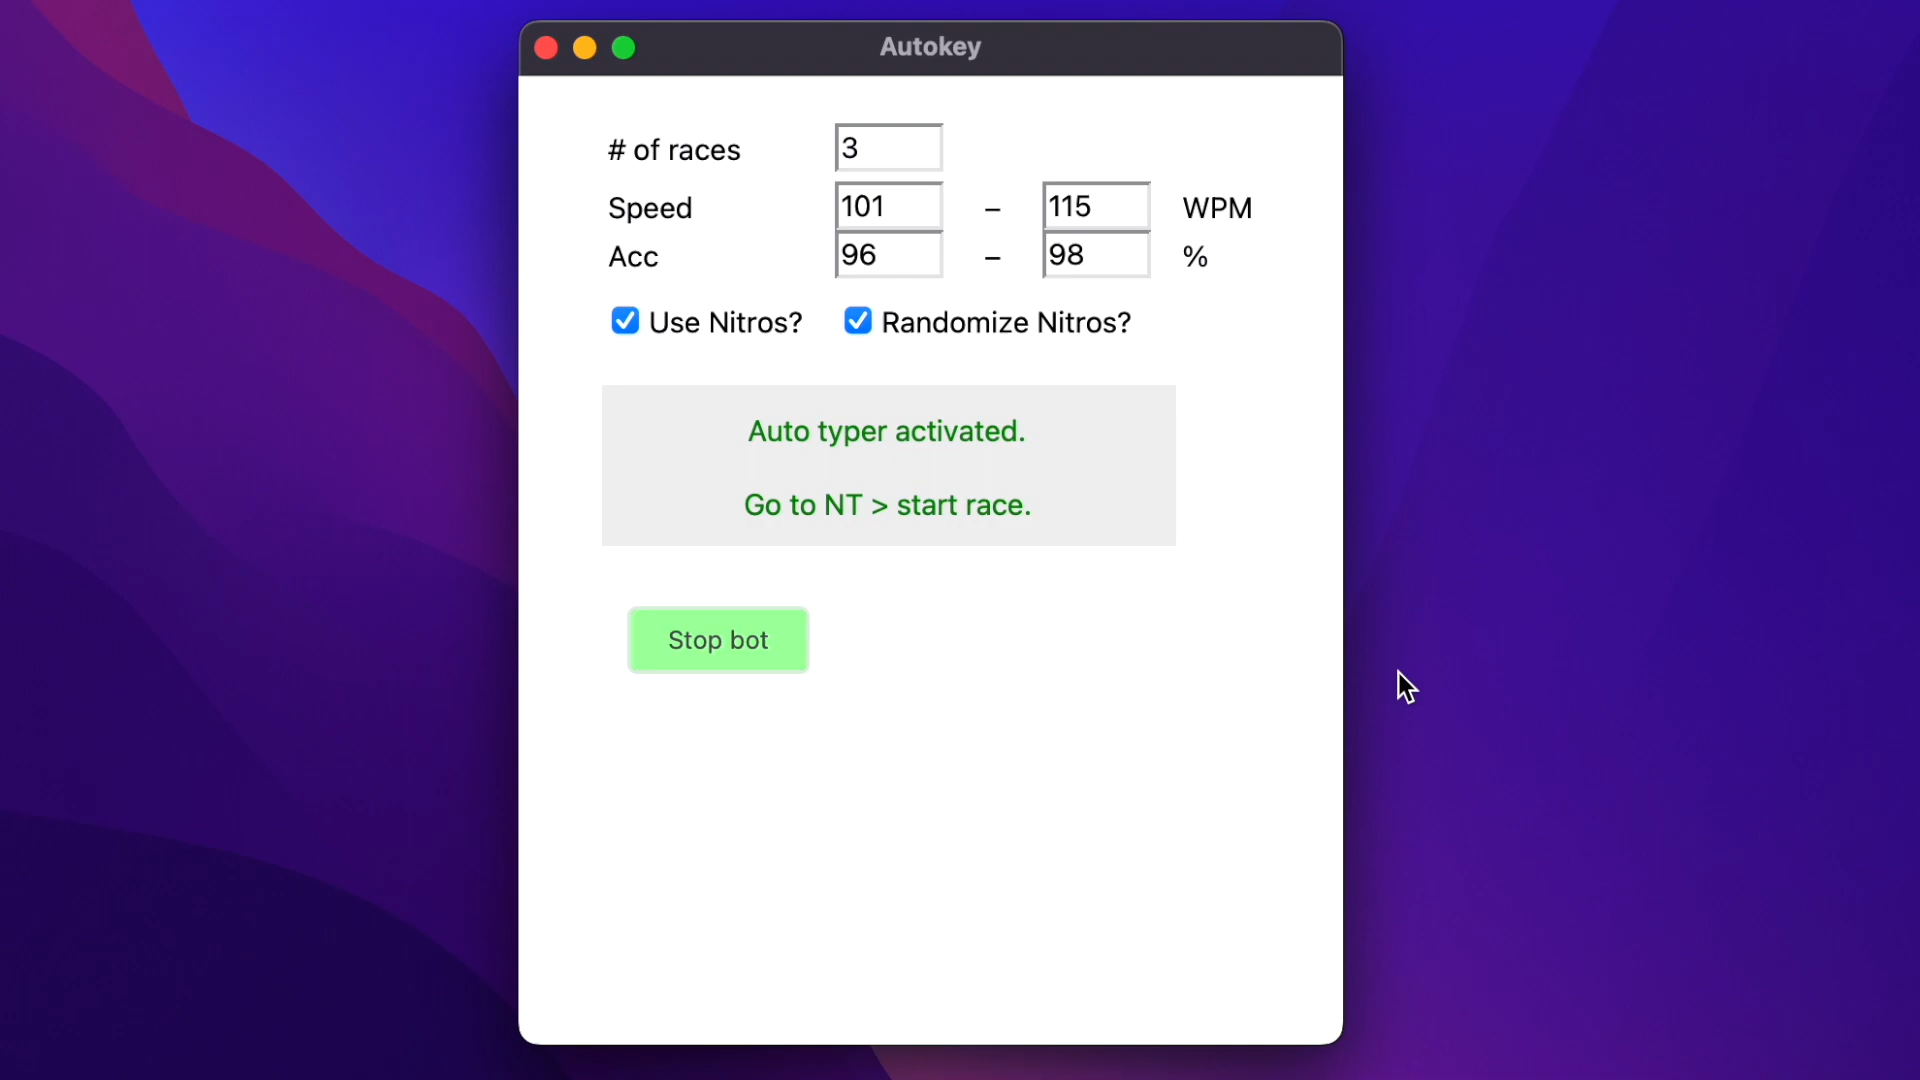 Autokey
# of races 3
Speed 101 – 115 WPM
Acc 96 – 98 %
Use Nitros? Randomize Nitros?
Auto typer activated.
Go to NT > start race.
Stop bot